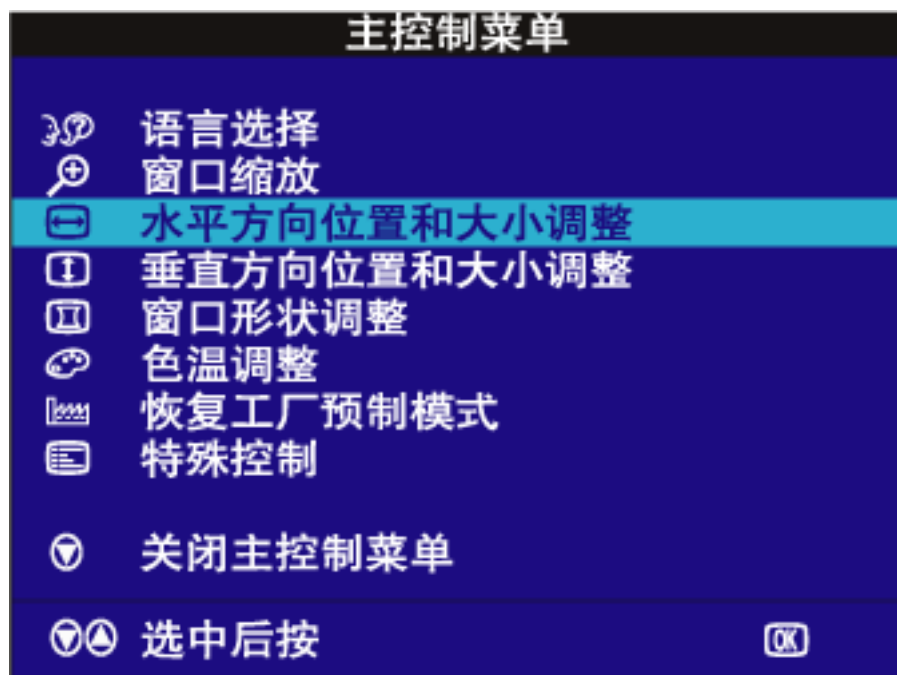 主控制菜单
语言选择
窗口缩放
水平方向位置和大小调整
垂直方向位置和大小调整
窗口形状调整
色温调整
恢复工厂预制模式
特殊控制
关闭主控制菜单
选中后按 OK